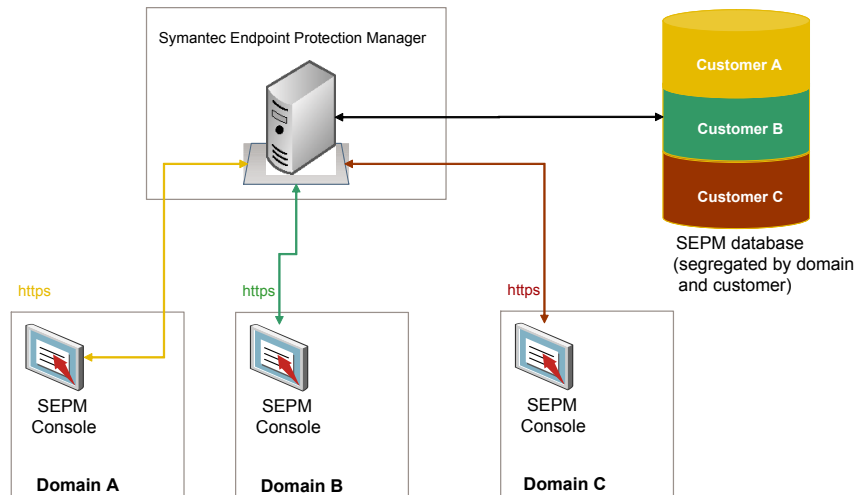 Symantec Endpoint Protection Manager
Customer A
Customer B
Customer C
SEPM database
(segregated by domain
and customer)
https
https
https
SEPM
Console
SEPM
Console
SEPM
Console
Domain A
Domain B
Domain C